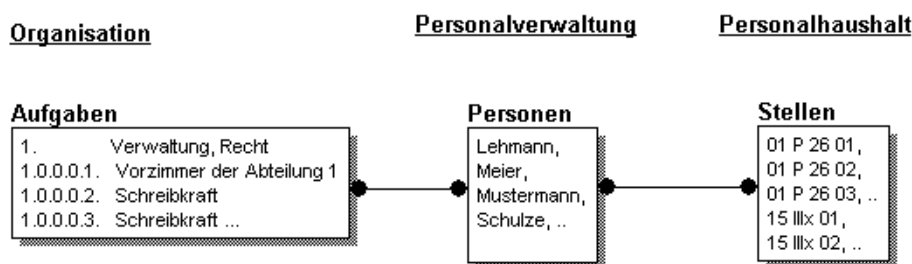 Organisation
Personalverwaltung
Personalhaushalt
Aufgaben
1. Verwaltung, Recht
1.0.0.0.1. Vorzimmer der Abteilung 1
1.0.0.0.2. Schreibkraft
1.0.0.0.3. Schreibkraft ...
Personen
Lehmann,
Meier,
Mustermann,
Schulze, ..
Stellen
01 P 26 01,
01 P 26 02,
01 P 26 03, ..
15 IIIx 01,
15 IIIx 02, ..